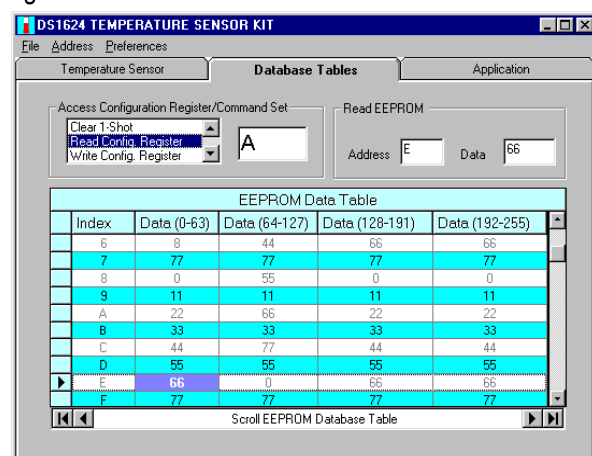 DS1624 TEMPERATURE SENSOR KIT
File Address Preferences
Temperature Sensor Database Tables Application
Access Configuration Register/Command Set Read EEPROM
Clear 1-Shot
Read Config. Register A Address E Data 66
Write Config. Register
EEPROM Data Table
Index Data (0-63) Data (64-127) Data (128-191) Data (192-255)
6 8 44 66 66
7 77 77 77 77
8 0 55 0 0
9 11 11 11 11
A 22 66 22 22
B 33 33 33 33
C 44 77 44 44
D 55 55 55 55
E 66 0 66 66
F 77 77 77 77
Scroll EEPROM Database Table